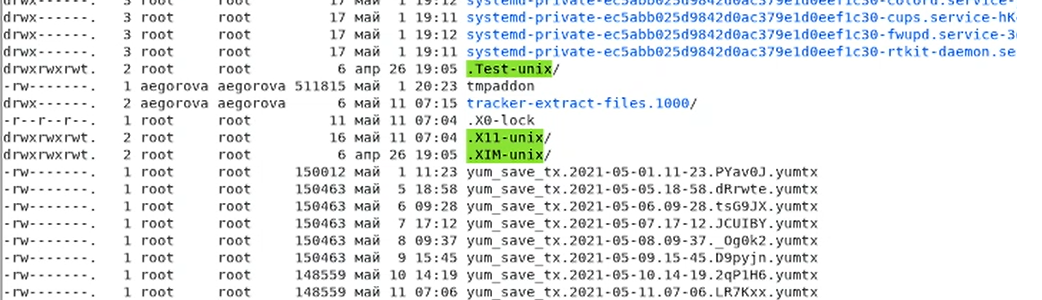 drwx------. 3 root root 17 май 1 19:12 systemd-private-ec5abb025d9842d0ac379e1d0eef1c30-colord.service-
drwx------. 3 root root 17 май 1 19:11 systemd-private-ec5abb025d9842d0ac379e1d0eef1c30-cups.service-hK
drwx------. 3 root root 17 май 1 19:12 systemd-private-ec5abb025d9842d0ac379e1d0eef1c30-fwupd.service-3
drwx------. 3 root root 17 май 1 19:11 systemd-private-ec5abb025d9842d0ac379e1d0eef1c30-rtkit-daemon.se
drwxrwxrwt. 2 root root 6 апр 26 19:05 .Test-unix/
-rw-------. 1 aegorova aegorova 511815 май 1 20:23 tmpaddon
drwx------. 2 aegorova aegorova 6 май 11 07:15 tracker-extract-files.1000/
-r--r--r--. 1 root root 11 май 11 07:04 .X0-lock
drwxrwxrwt. 2 root root 16 май 11 07:04 .X11-unix/
drwxrwxrwt. 2 root root 6 апр 26 19:05 .XIM-unix/
-rw-------. 1 root root 150012 май 1 11:23 yum_save_tx.2021-05-01.11-23.PYav0J.yumtx
-rw-------. 1 root root 150463 май 5 18:58 yum_save_tx.2021-05-05.18-58.dRrwte.yumtx
-rw-------. 1 root root 150463 май 6 09:28 yum_save_tx.2021-05-06.09-28.tsG9JX.yumtx
-rw-------. 1 root root 150463 май 7 17:12 yum_save_tx.2021-05-07.17-12.JCUIBY.yumtx
-rw-------. 1 root root 150463 май 8 09:37 yum_save_tx.2021-05-08.09-37._Og0k2.yumtx
-rw-------. 1 root root 150463 май 9 15:45 yum_save_tx.2021-05-09.15-45.D9pyjn.yumtx
-rw-------. 1 root root 148559 май 10 14:19 yum_save_tx.2021-05-10.14-19.2qP1H6.yumtx
-rw-------. 1 root root 148559 май 11 07:06 yum_save_tx.2021-05-11.07-06.LR7Kxx.yumtx